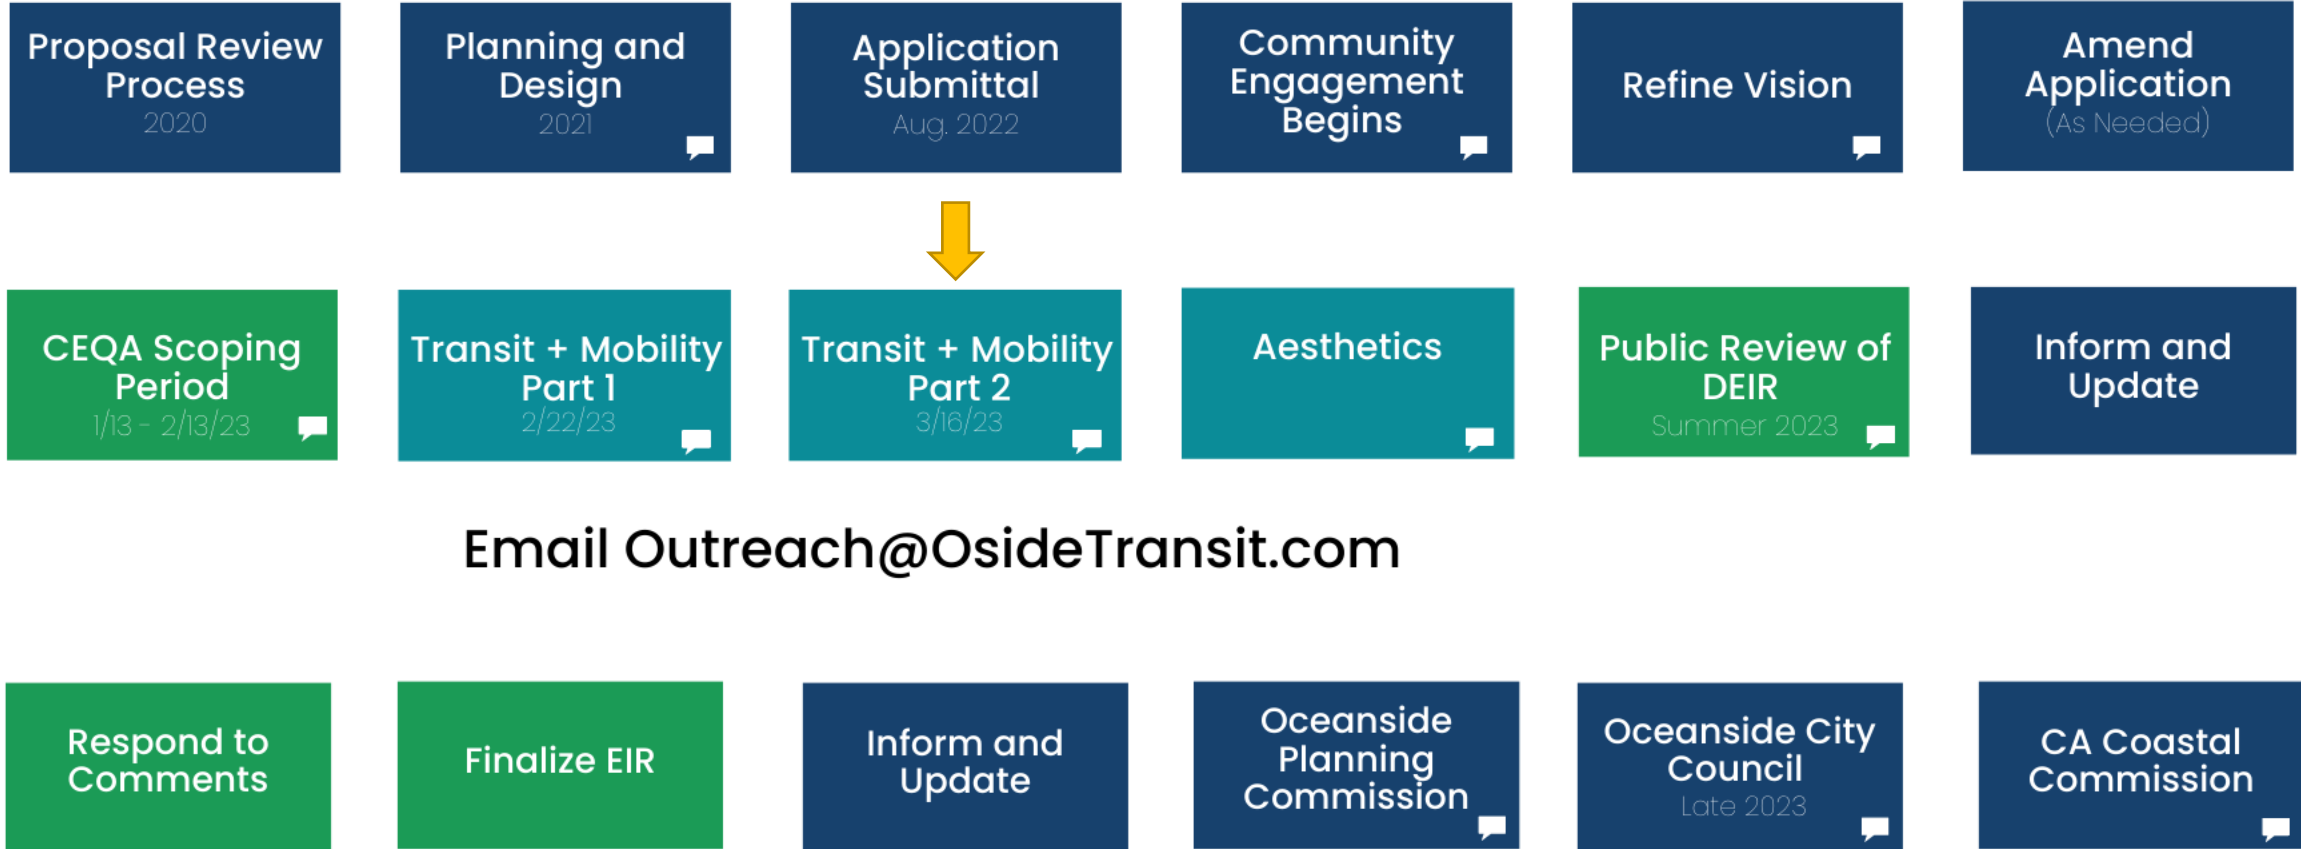 Proposal Review
Process
2020
Planning and
Design
2021
Application
Submittal
Aug. 2022
Community
Engagement
Begins
Refine Vision
Amend
Application
(As Needed)
CEQA Scoping
Period
1/13 - 2/13/23
Transit + Mobility
Part 1
2/22/23
Transit + Mobility
Part 2
3/16/23
Aesthetics
Public Review of
DEIR
Summer 2023
Inform and
Update
Email Outreach@OsideTransit.com
Respond to
Comments
Finalize EIR
Inform and
Update
Oceanside
Planning
Commission
Oceanside City
Council
Late 2023
CA Coastal
Commission